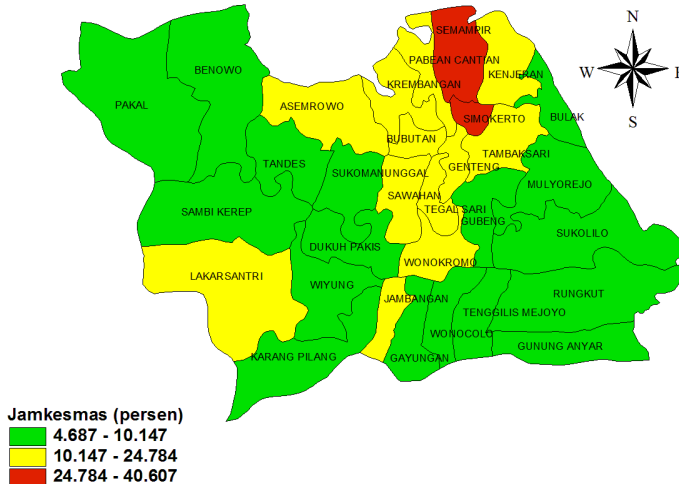 SEMAMPIR
N
BENOWO
PABEAN CANTIAN
KENJERAN
W
E
PAKAL
KREMBANGAN
ASEMROWO
SIMOKERTO
BULAK
S
BUBUTAN
TAMBAKSARI
TANDES
SUKOMANUNGGAL
GENTENG
MULYOREJO
SAWAHAN
SAMBI KEREP
TEGAL SARI
GUBENG
SUKOLILO
DUKUH PAKIS
WONOKROMO
LAKARSANTRI
WIYUNG
JAMBANGAN
RUNGKUT
TENGGILIS MEJOYO
WONOCOLO
GUNUNG ANYAR
KARANG PILANG
GAYUNGAN
Jamkesmas (persen)
4.687 - 10.147
10.147 - 24.784
24.784 - 40.607